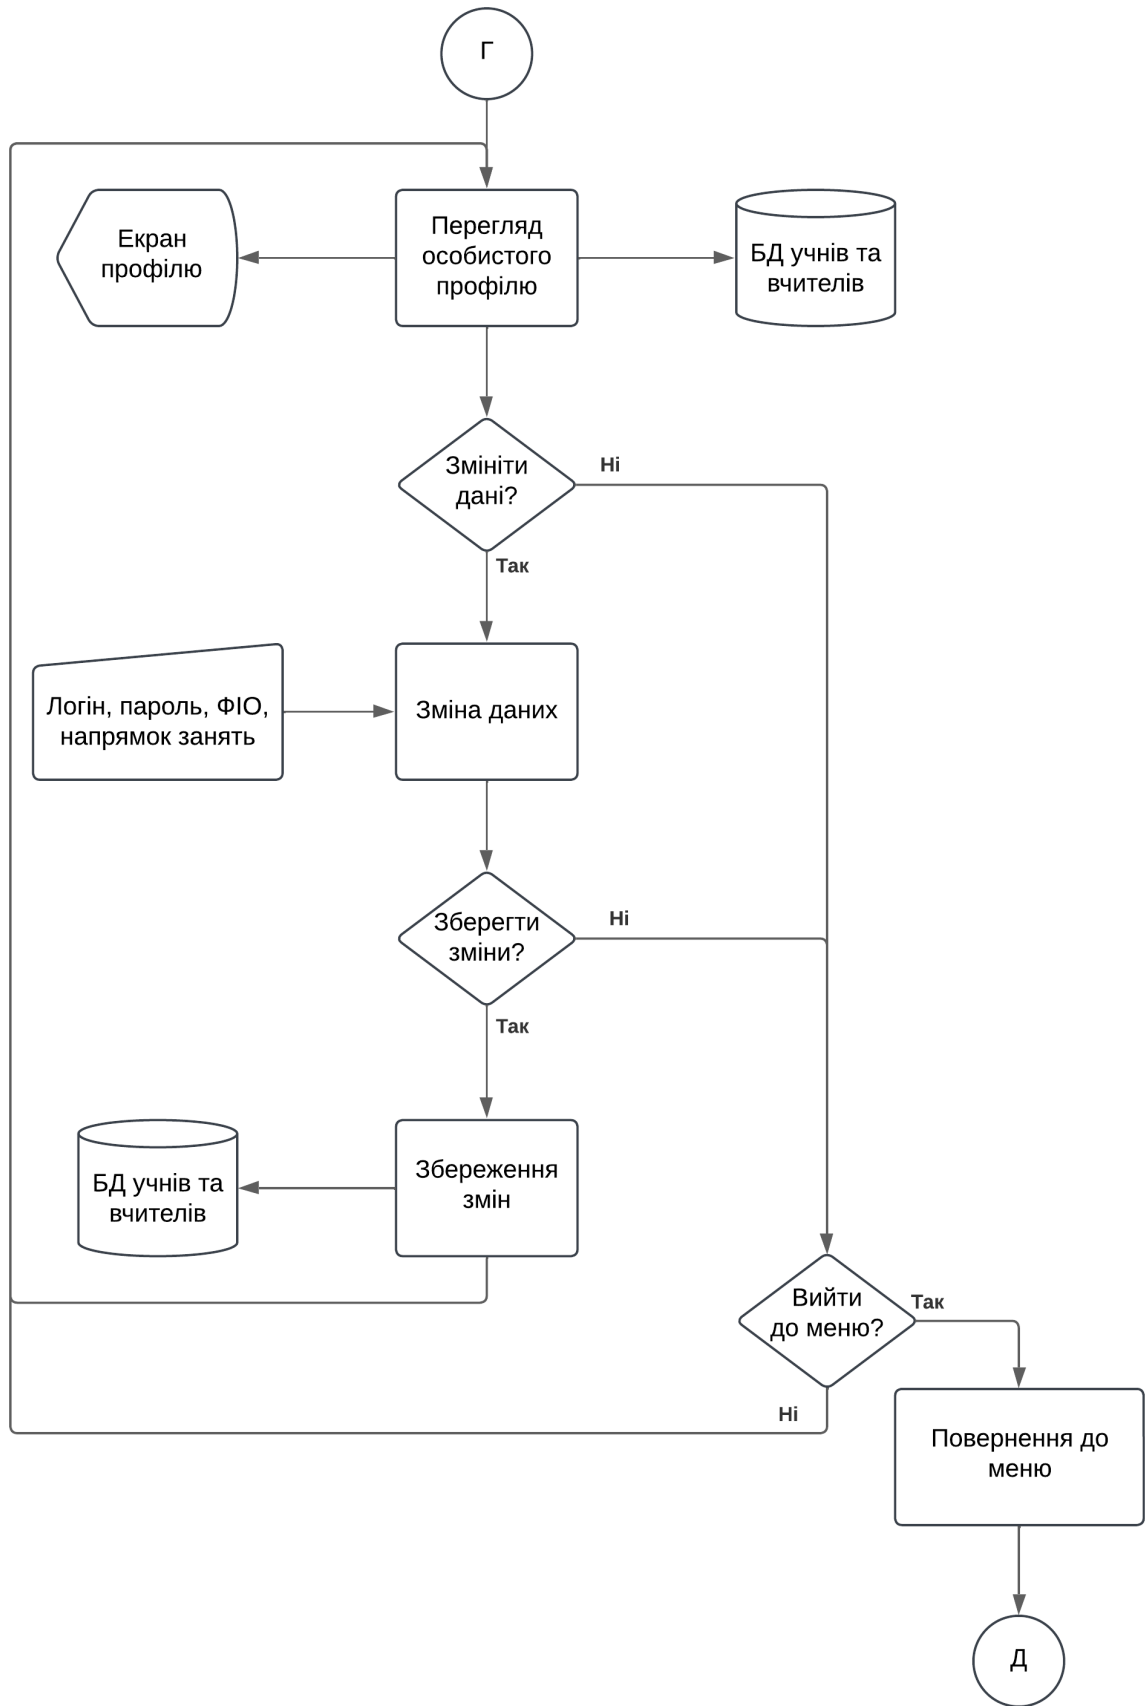 Г
Екран
профілю
Перегляд
особистого
профілю
БД учнів та
вчителів
Змініти
дані?
Ні
Так
Логін, пароль, ФІО,
напрямок занять
Зміна даних
Зберегти
зміни?
Ні
Так
БД учнів та
вчителів
Збереження
змін
Вийти
до меню?
Так
Ні
Повернення до
меню
Д